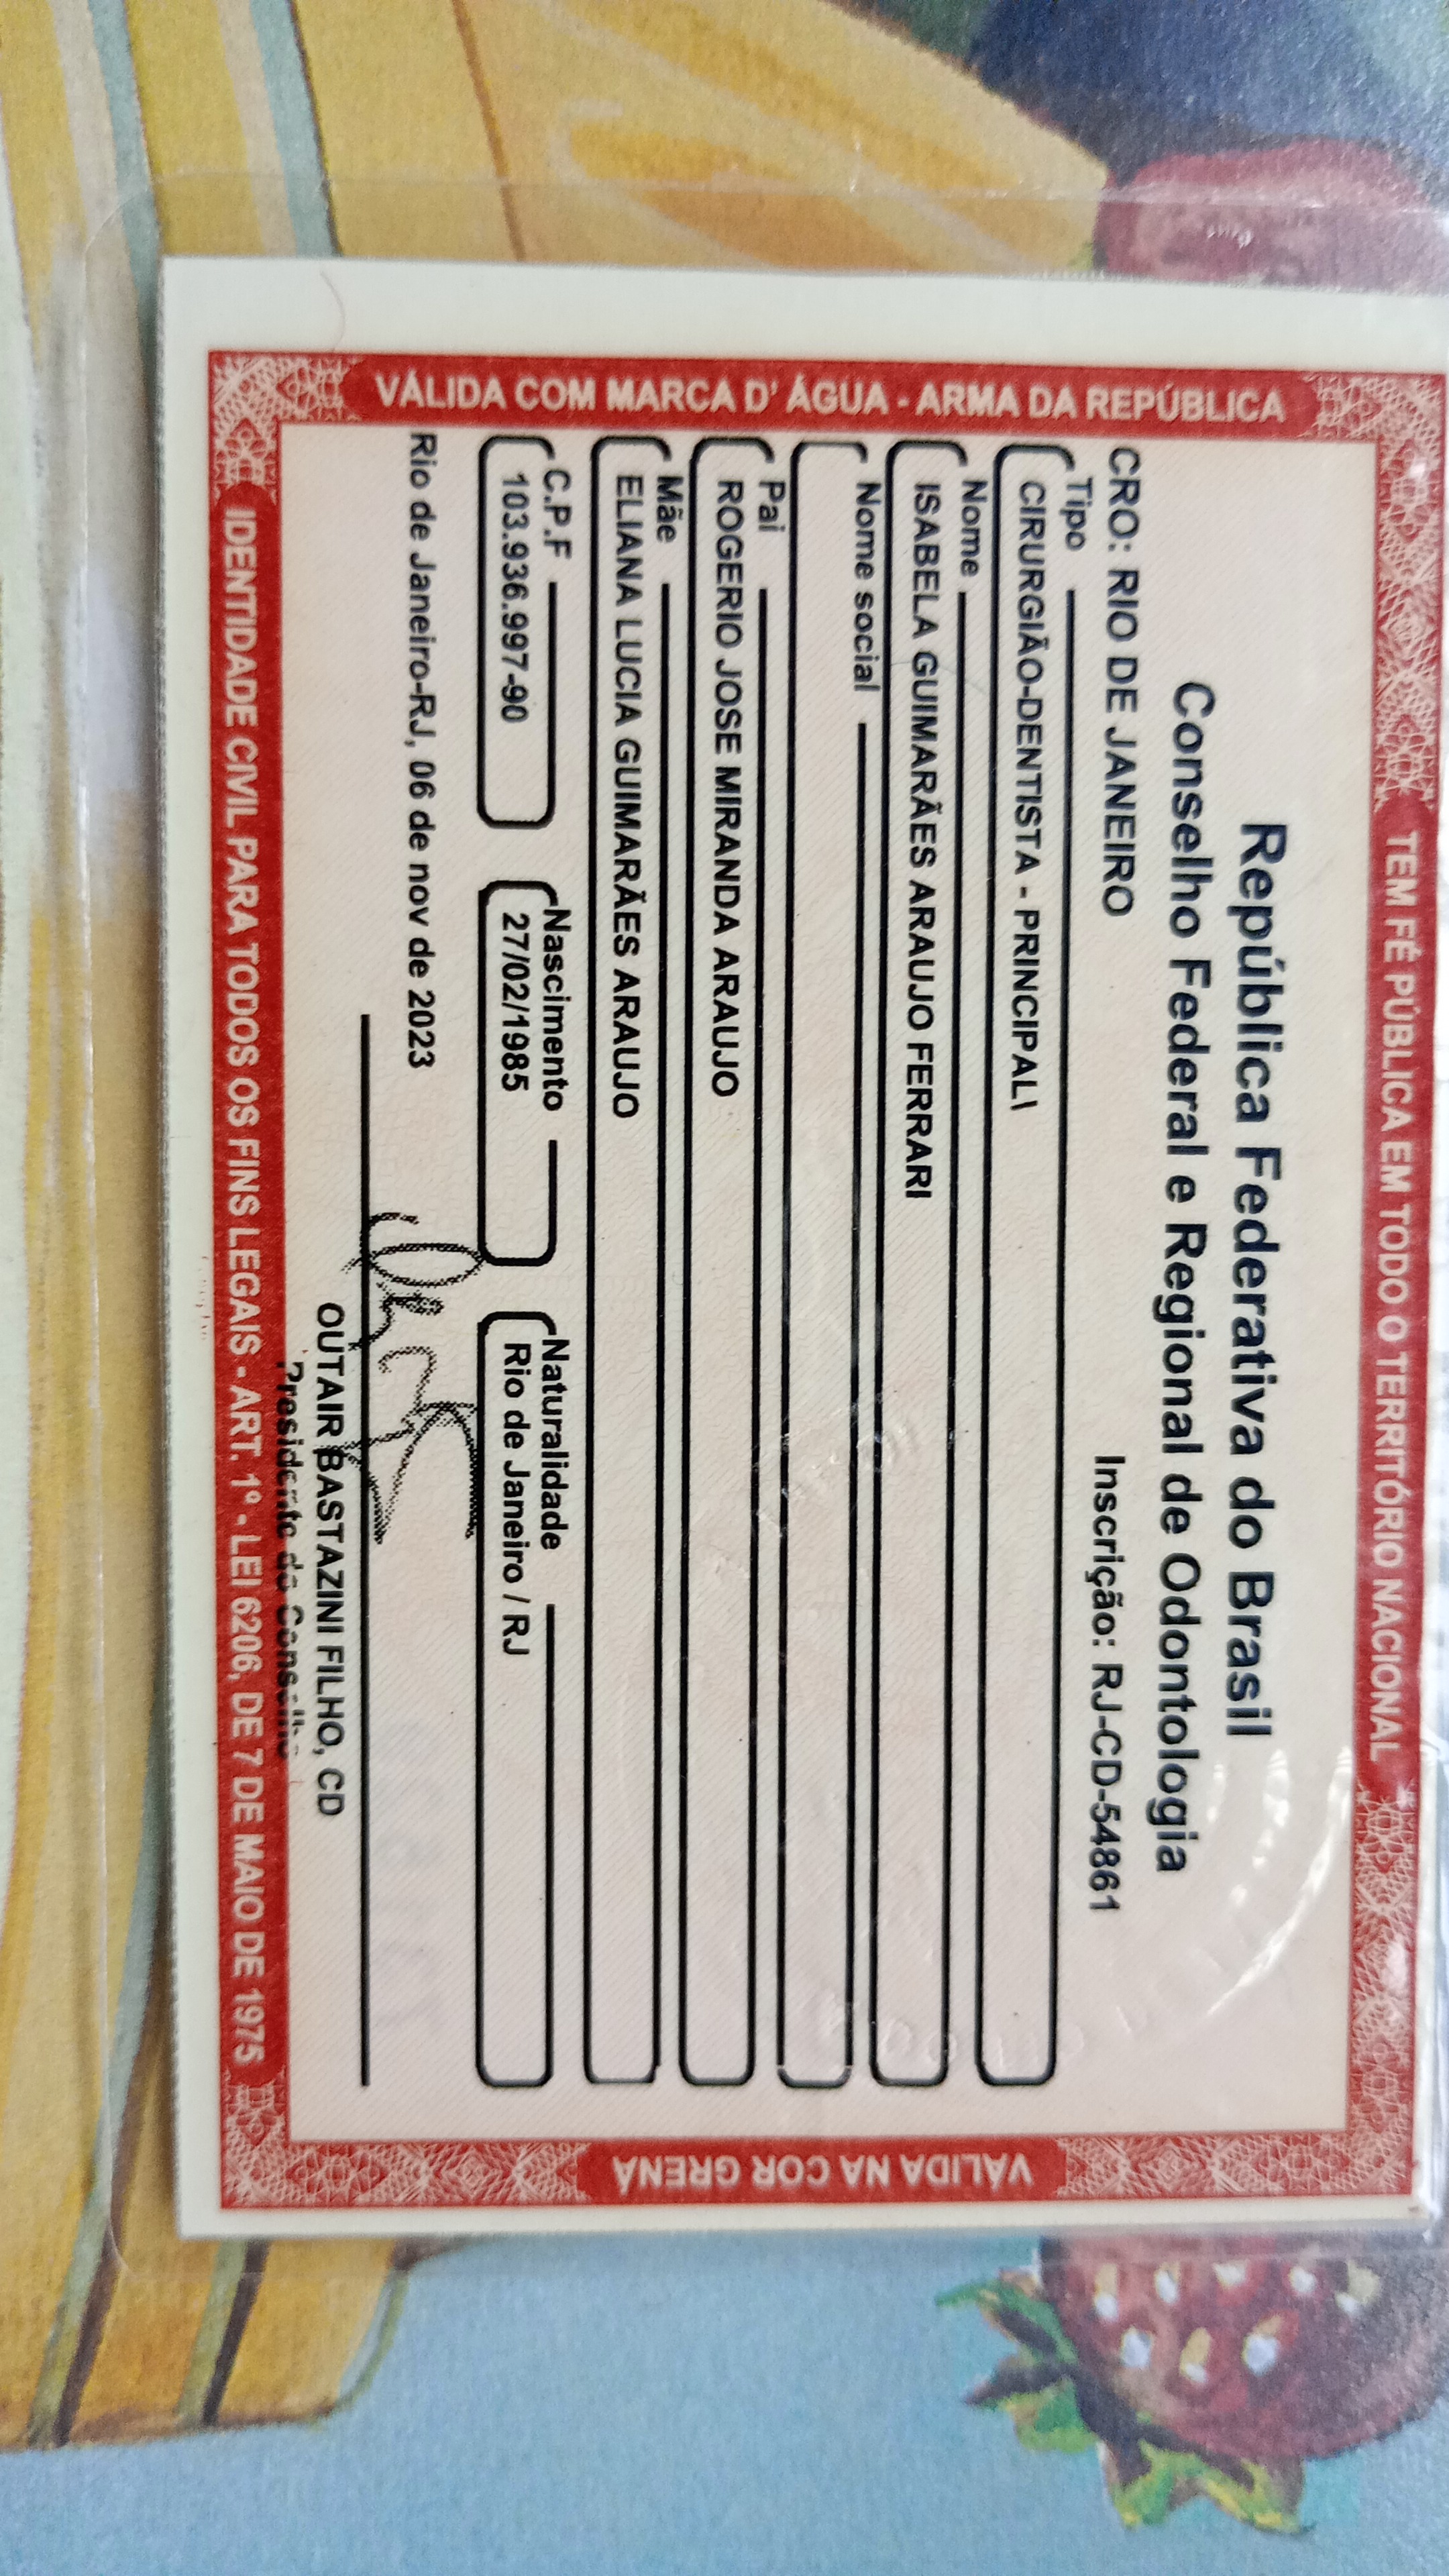 TEM FÉ PÚBLICA EM TODO O TERRITÓRIO NACIONAL
VÁLIDA COM MARCA D' ÁGUA - ARMA DA REPÚBLICA
República Federativa do Brasil
Conselho Federal e Regional de Odontologia
CRO: RIO DE JANEIRO Inscrição: RJ-CD-54861
Tipo
CIRURGIÃO-DENTISTA - PRINCIPALI
Nome
ISABELA GUIMARÃES ARAUJO FERRARI
Nome social
Pai
ROGERIO JOSE MIRANDA ARAUJO
Mãe
ELIANA LUCIA GUIMARÃES ARAUJO
C.P.F Nascimento Naturalidade
103.936.997-90 27/02/1985 Rio de Janeiro / RJ
Rio de Janeiro-RJ, 06 de nov de 2023
OUTAIR BASTAZINI FILHO, CD
Presidente do Conselho
IDENTIDADE CIVIL PARA TODOS OS FINS LEGAIS - ART. 1º - LEI 6206, DE 7 DE MAIO DE 1975
VÁLIDA NA COR GRENÁ